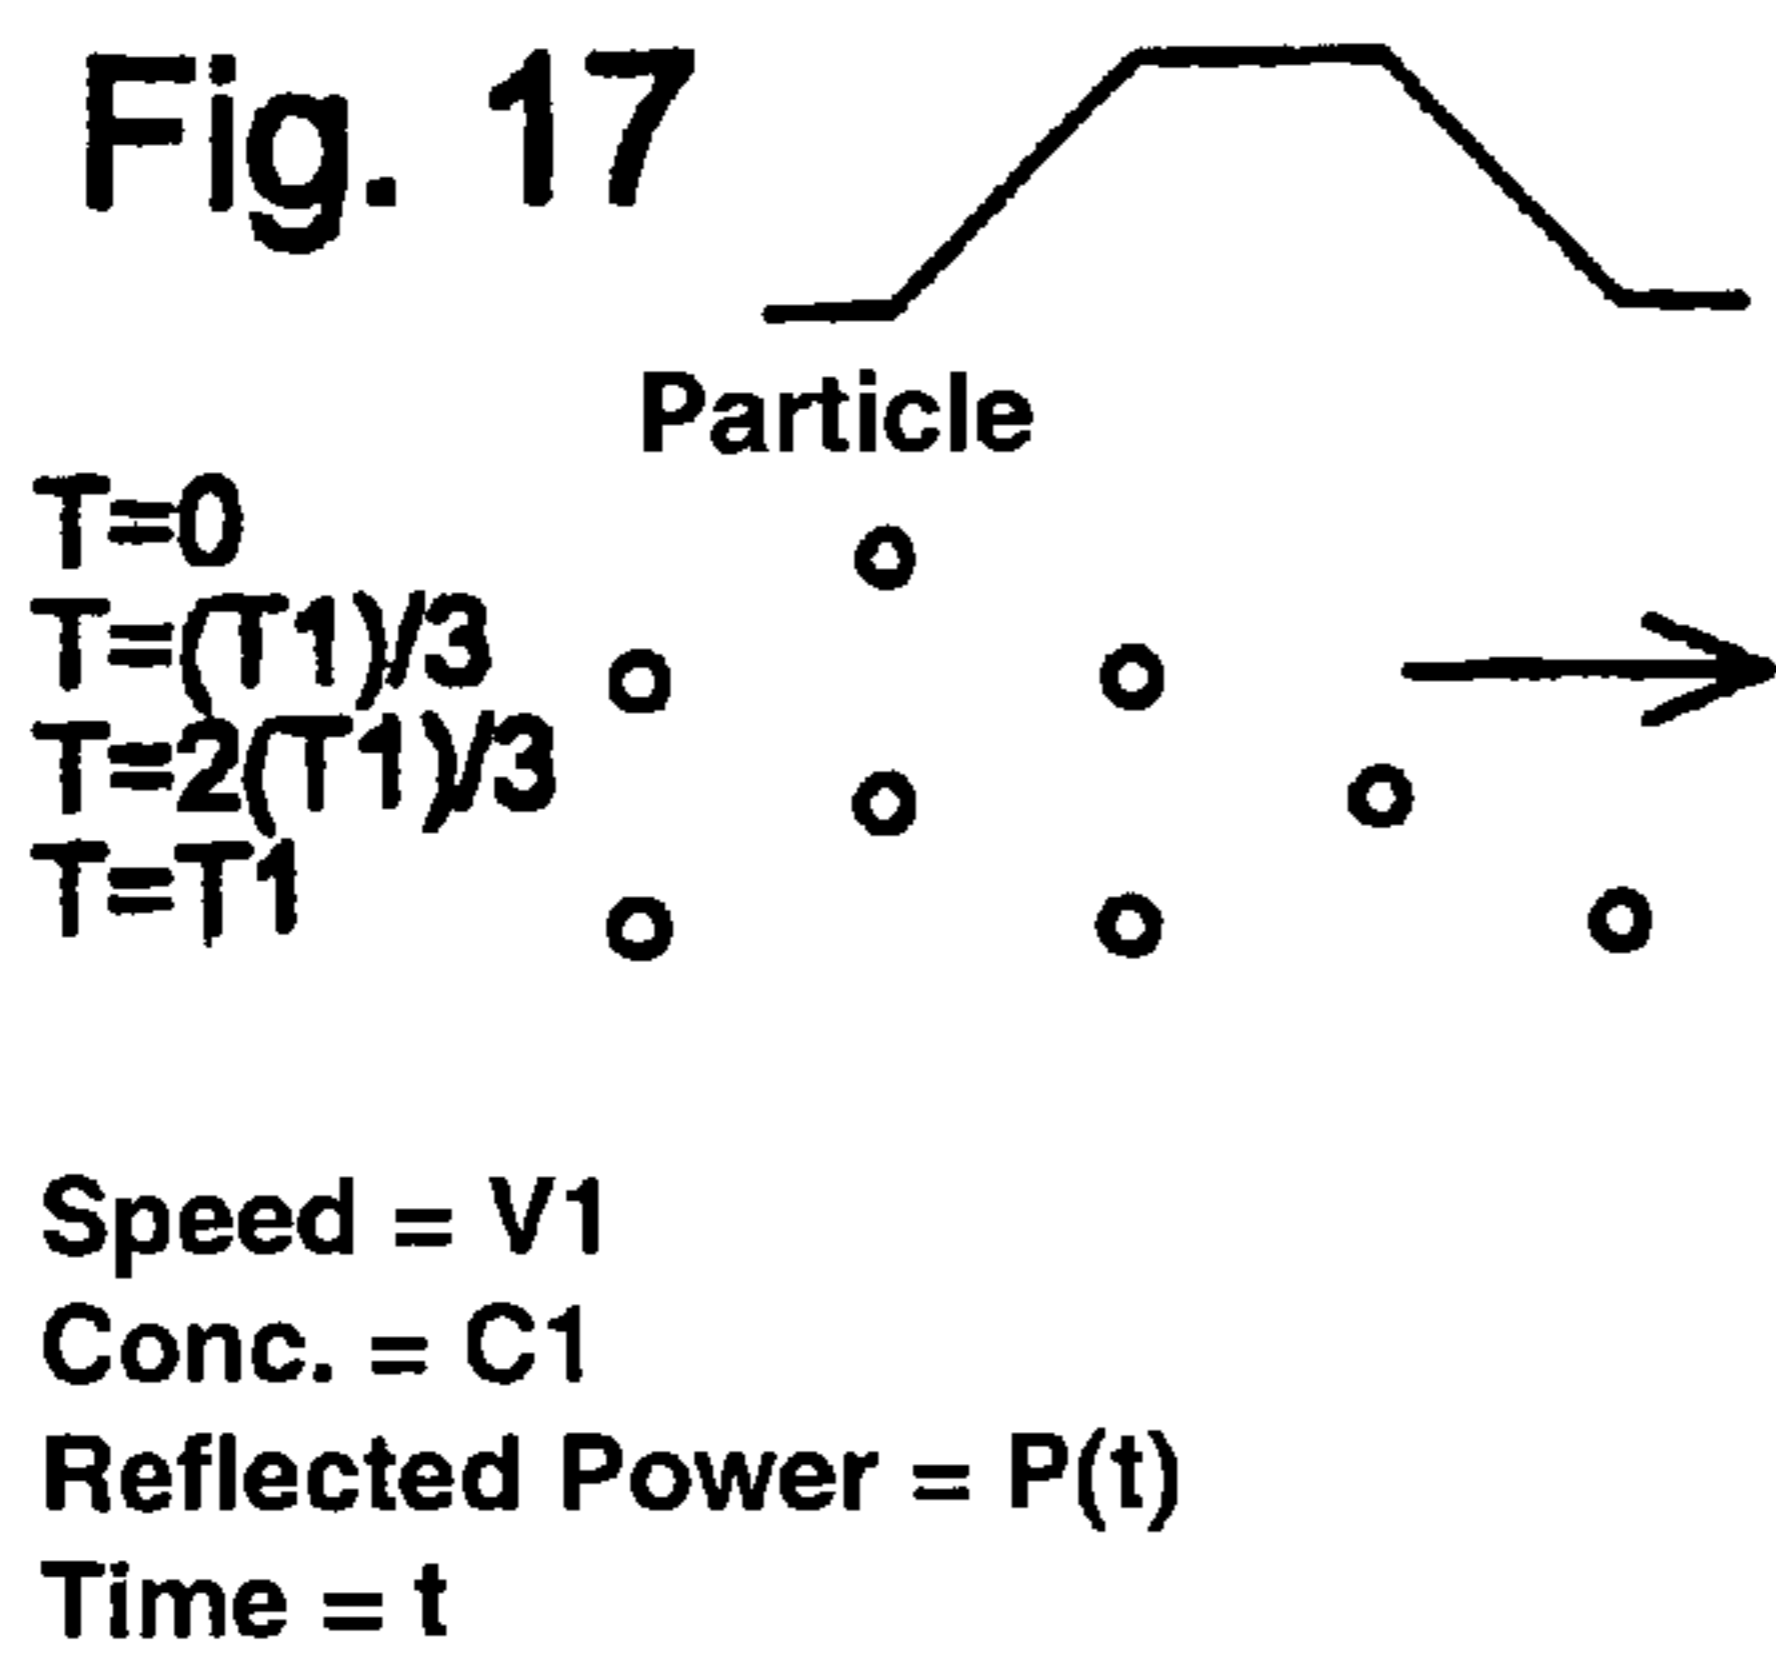 Fig. 17
Particle
T=0
T=(T1)/3
T=2(T1)/3
T=T1
Speed = V1
Conc. = C1
Reflected Power = P(t)
Time = t